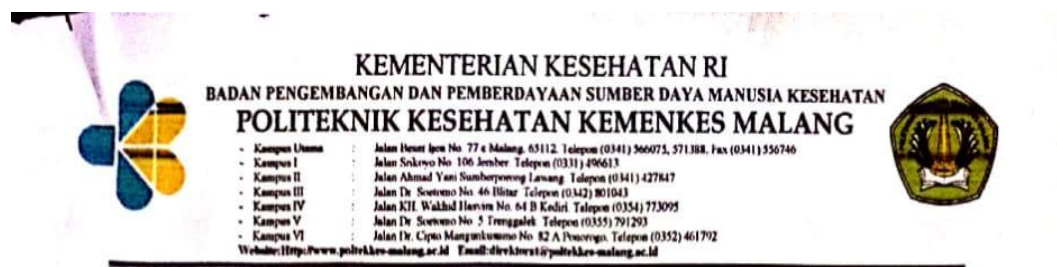 KEMENTERIAN KESEHATAN RI
BADAN PENGEMBANGAN DAN PEMBERDAYAAN SUMBER DAYA MANUSIA KESEHATAN
POLITEKNIK KESEHATAN KEMENKES MALANG
- Kampus Utama : Jalan Besar Ijen No. 77 c Malang, 65112. Telepon (0341) 566075, 571388, Fax (0341) 556746
- Kampus I : Jalan Srikoyo No. 106 Jember. Telepon (0331) 496613
- Kampus II : Jalan Ahmad Yani Sumberporong Lawang. Telepon (0341) 427847
- Kampus III : Jalan Dr. Soetomo No. 46 Blitar. Telepon (0342) 801043
- Kampus IV : Jalan KH. Wakhid Hasyim No. 64 B Kediri. Telepon (0354) 773095
- Kampus V : Jalan Dr. Soetomo No. 5 Trenggalek. Telepon (0355) 791293
- Kampus VI : Jalan Dr. Cipto Mangunkusumo No. 82 A Ponorogo. Telepon (0352) 461792
Website:Http://www.poltekkes-malang.ac.id Email:direktorat@poltekkes-malang.ac.id